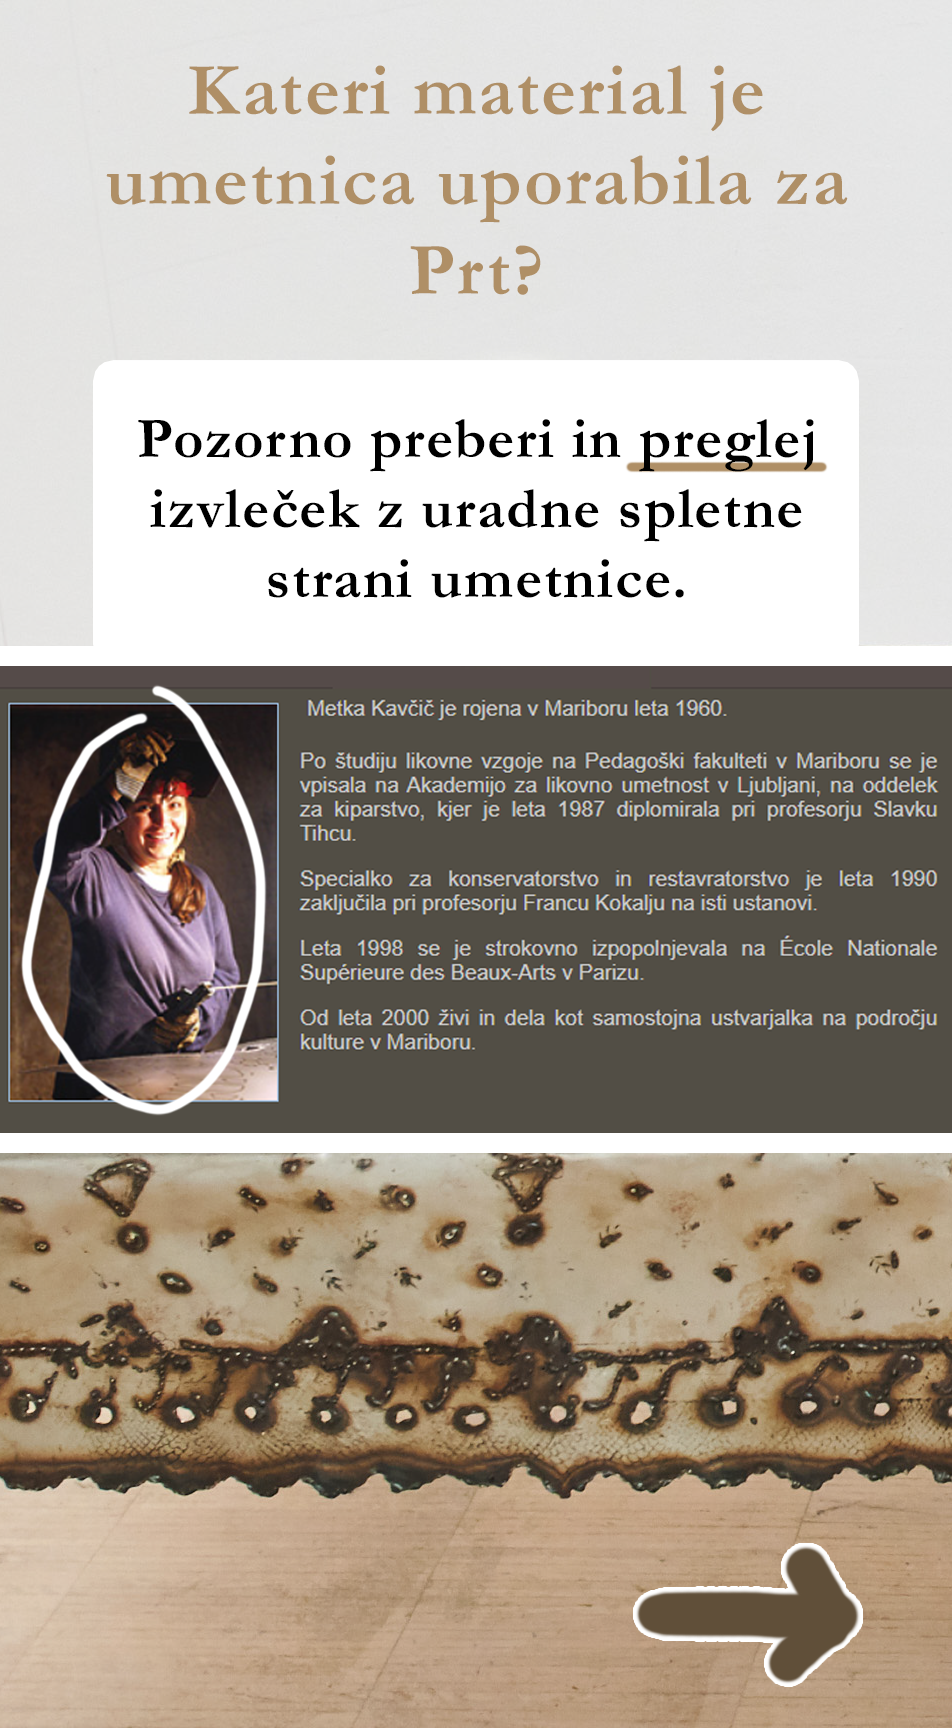 Kateri material je
umetnica uporabila za
Prt?
Pozorno preberi in preglej
izvleček z uradne spletne
strani umetnice.
Metka Kavčič je rojena v Mariboru leta 1960.
Po študiju likovne vzgoje na Pedagoški fakulteti v Mariboru se je
vpisala na Akademijo za likovno umetnost v Ljubljani, na oddelek
za kiparstvo, kjer je leta 1987 diplomirala pri profesorju Slavku
Tihcu.
Specialko za konservatorstvo in restavratorstvo je leta 1990
zaključila pri profesorju Francu Kokalju na isti ustanovi.
Leta 1998 se je strokovno izpopolnjevala na École Nationale
Supérieure des Beaux-Arts v Parizu.
Od leta 2000 živi in dela kot samostojna ustvarjalka na področju
kulture v Mariboru.